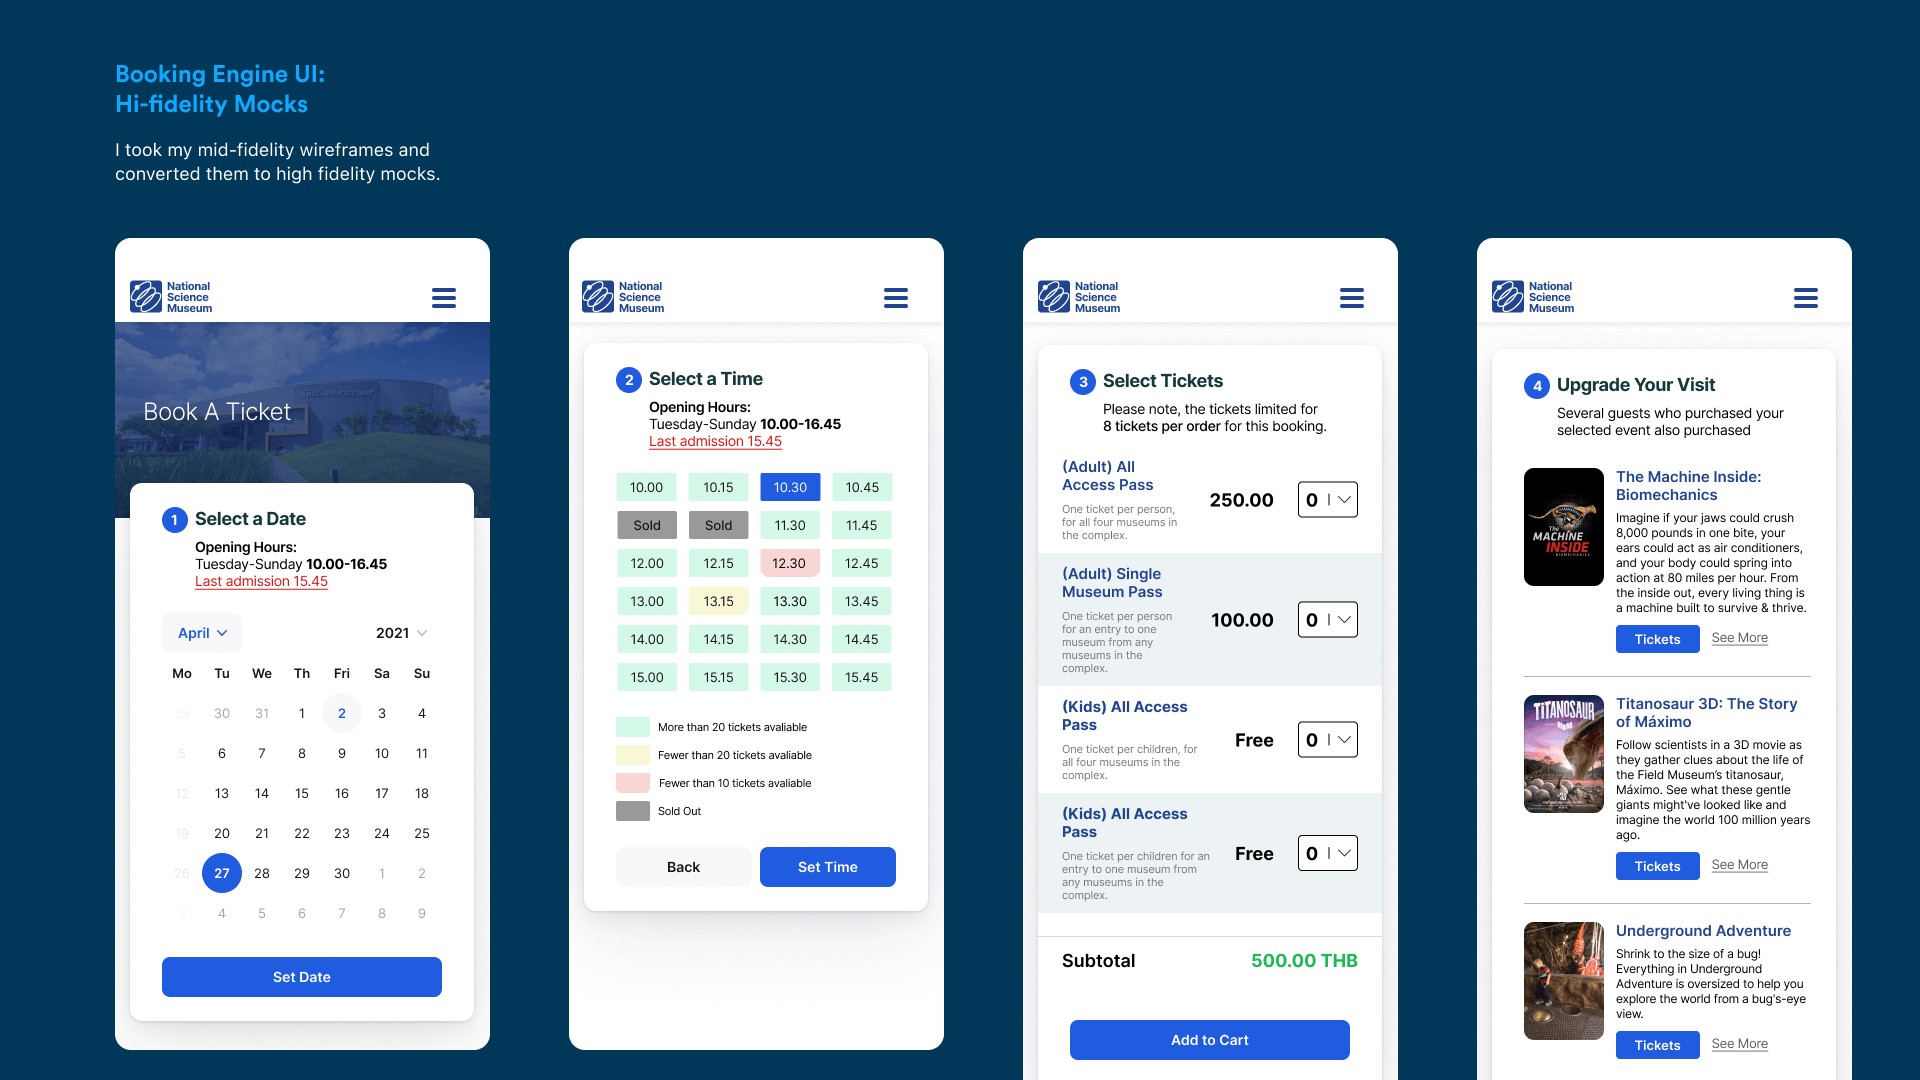 Booking Engine UI:
Hi-fidelity Mocks
I took my mid-fidelity wireframes and
converted them to high fidelity mocks.
National
Science
Museum
Book A Ticket
1 Select a Date
Opening Hours:
Tuesday-Sunday 10.00-16.45
Last admission 15.45
April 2021
Mo Tu We Th Fri Sa Su
29 30 31 1 2 3 4
5 6 7 8 9 10 11
12 13 14 15 16 17 18
19 20 21 22 23 24 25
26 27 28 29 30 1 2
3 4 5 6 7 8 9
Set Date
National
Science
Museum
2 Select a Time
Opening Hours:
Tuesday-Sunday 10.00-16.45
Last admission 15.45
10.00 10.15 10.30 10.45
Sold Sold 11.30 11.45
12.00 12.15 12.30 12.45
13.00 13.15 13.30 13.45
14.00 14.15 14.30 14.45
15.00 15.15 15.30 15.45
More than 20 tickets avaliable
Fewer than 20 tickets avaliable
Fewer than 10 tickets avaliable
Sold Out
Back Set Time
National
Science
Museum
3 Select Tickets
Please note, the tickets limited for
8 tickets per order for this booking.
(Adult) All
Access Pass
One ticket per person,
for all four museums in
the complex.
250.00 0
(Adult) Single
Museum Pass
One ticket per person
for an entry to one
museum from any
museums in the
complex.
100.00 0
(Kids) All Access
Pass
One ticket per children, for
all four museums in the
complex.
Free 0
(Kids) All Access
Pass
One ticket per children for an
entry to one museum from
any museums in the
complex.
Free 0
Subtotal 500.00 THB
Add to Cart
National
Science
Museum
4 Upgrade Your Visit
Several guests who purchased your
selected event also purchased
The
MACHINE
INSIDE
BIOMECHANICS
The Machine Inside:
Biomechanics
Imagine if your jaws could crush
8,000 pounds in one bite, your
ears could act as air conditioners,
and your body could spring into
action at 80 miles per hour. From
the inside out, every living thing is
a machine built to survive & thrive.
Tickets See More
TITANOSAUR
Titanosaur 3D: The Story
of Máximo
Follow scientists in a 3D movie as
they gather clues about the life of
the Field Museum's titanosaur,
Máximo. See what these gentle
giants might've looked like and
imagine the world 100 million years
ago.
Tickets See More
Underground Adventure
Shrink to the size of a bug!
Everything in Underground
Adventure is oversized to help you
explore the world from a bug's-eye
view.
Tickets See More